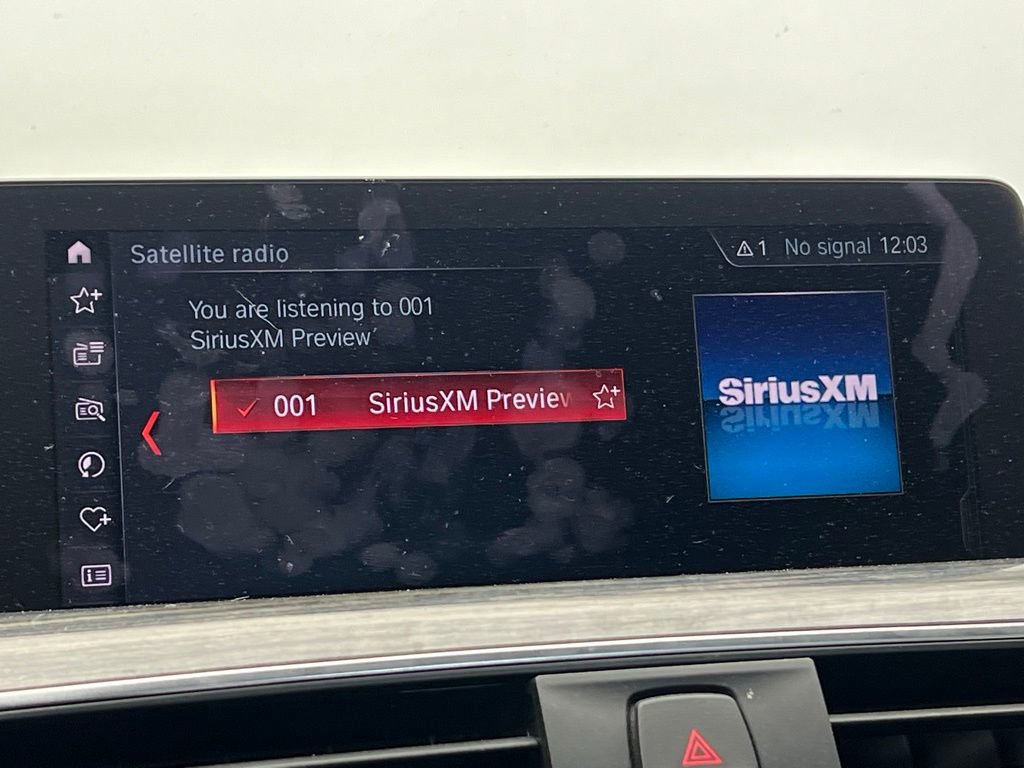 Satellite radio
1 No signal 12:03
You are listening to 001
SiriusXM Preview
001 SiriusXM Preview
SiriusXM